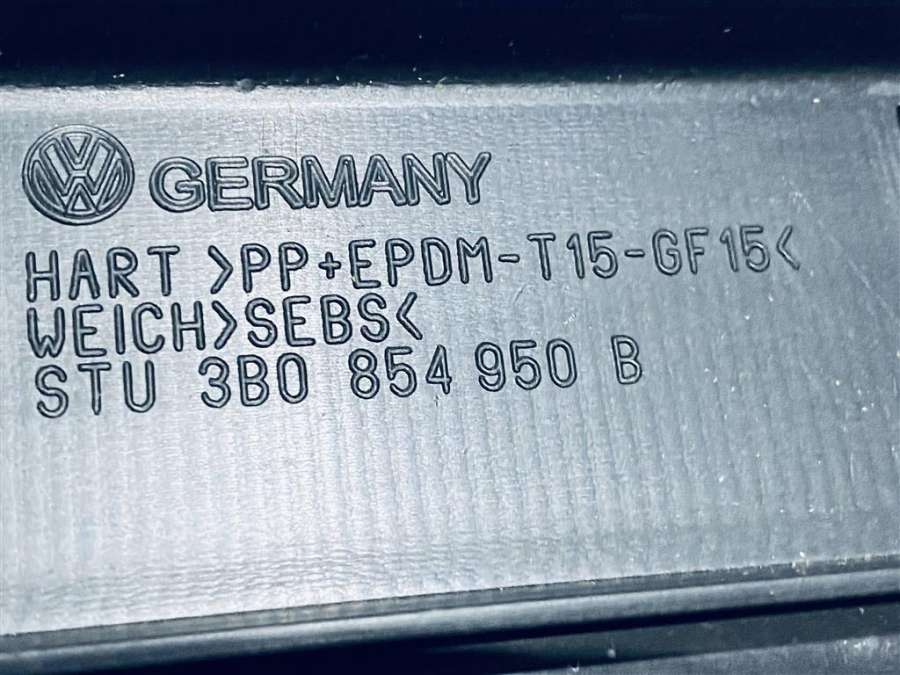 VW GERMANY
HART >PP+EPDM-T15-GF15<
WEICH>SEBS<
STU 3B0 854 950 B